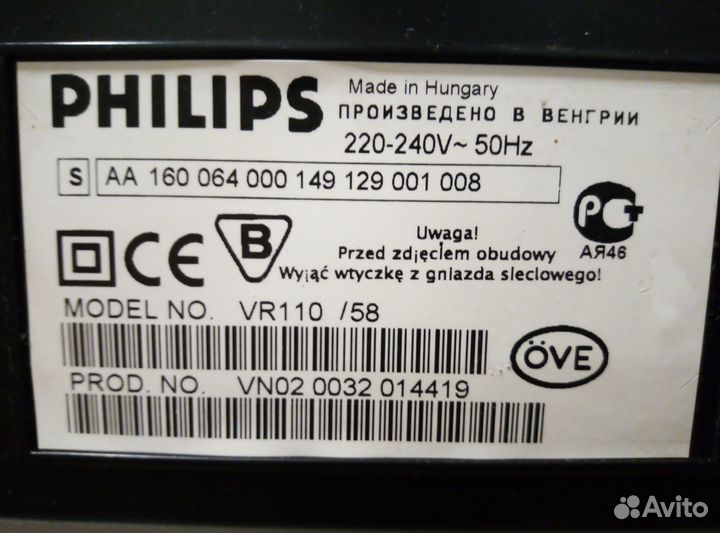 PHILIPS
Made in Hungary
ПРОИЗВЕДЕНО В ВЕНГРИИ
220-240V~ 50Hz
S AA 160 064 000 149 129 001 008
РСТ
АЯ46
CE B
Uwaga!
Przed zdjęciem obudowy
Wyjąć wtyczkę z gniazda sieciowego!
MODEL NO. VR110 /58
ÖVE
PROD. NO. VN02 0032 014419
Avito